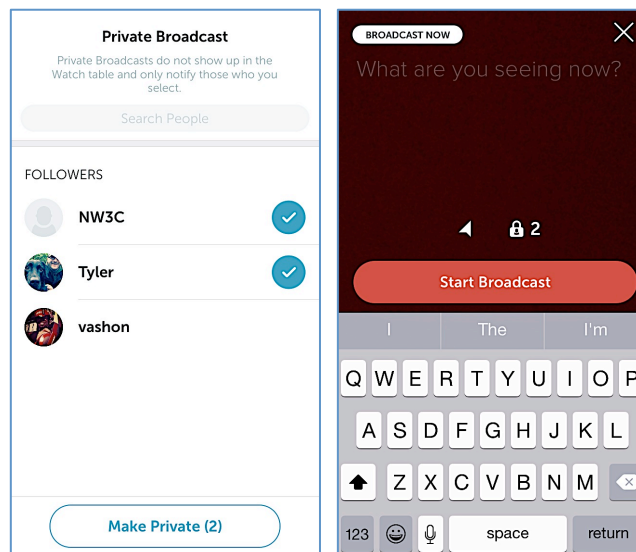 Private Broadcast
Private Broadcasts do not show up in the
Watch table and only notify those who you
select.
Search People
FOLLOWERS
NW3C
Tyler
vashon
Make Private (2)
BROADCAST NOW
What are you seeing now?
2
Start Broadcast
I The I'm
Q W E R T Y U I O P
A S D F G H J K L
Z X C V B N M
123 space return